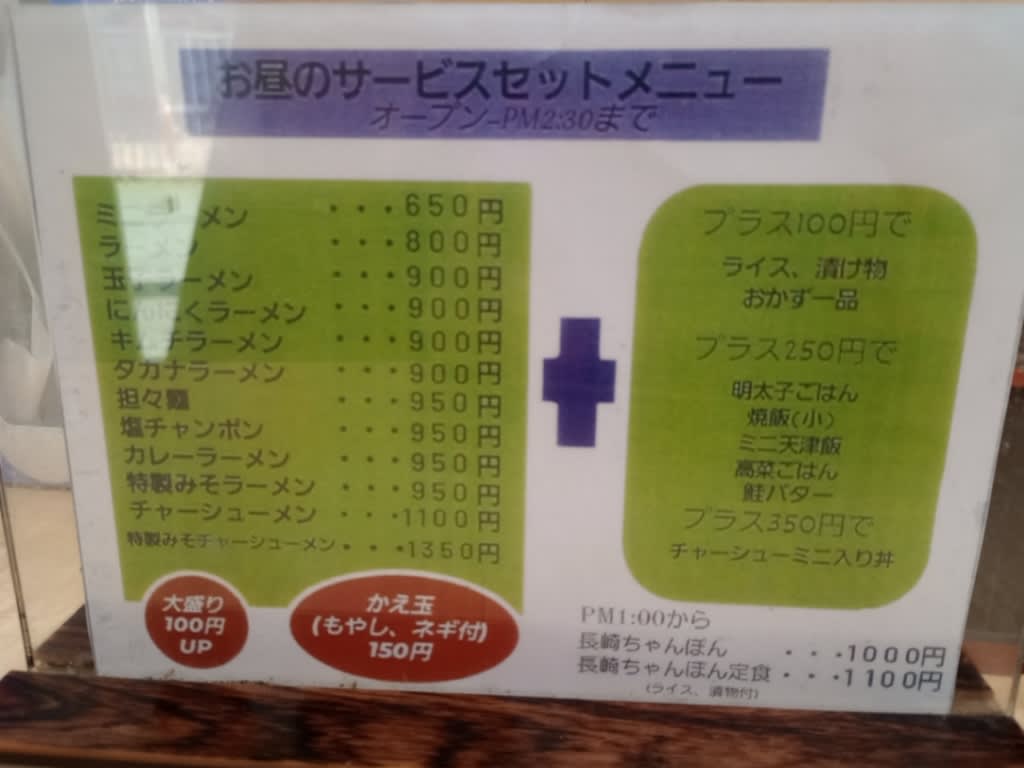 お昼のサービスセットメニュー
オープン-PM2:30まで
ミニラーメン ・・・650円
ラーメン ・・・800円
玉子ラーメン ・・・900円
にんにくラーメン ・・・900円
キムチラーメン ・・・900円
タカナラーメン ・・・900円
担々麺 ・・・950円
塩チャンポン ・・・950円
カレーラーメン ・・・950円
特製みそラーメン ・・・950円
チャーシューメン ・・・1100円
特製みそチャーシューメン・・・1350円
大盛り
100円
UP
かえ玉
(もやし、ネギ付)
150円
プラス100円で
ライス、漬け物
おかず一品
プラス250円で
明太子ごはん
焼飯(小)
ミニ天津飯
高菜ごはん
鮭バター
プラス350円で
チャーシューミニ入り丼
PM1:00から
長崎ちゃんぽん ・・・1000円
長崎ちゃんぽん定食・・・1100円
(ライス、漬物付)